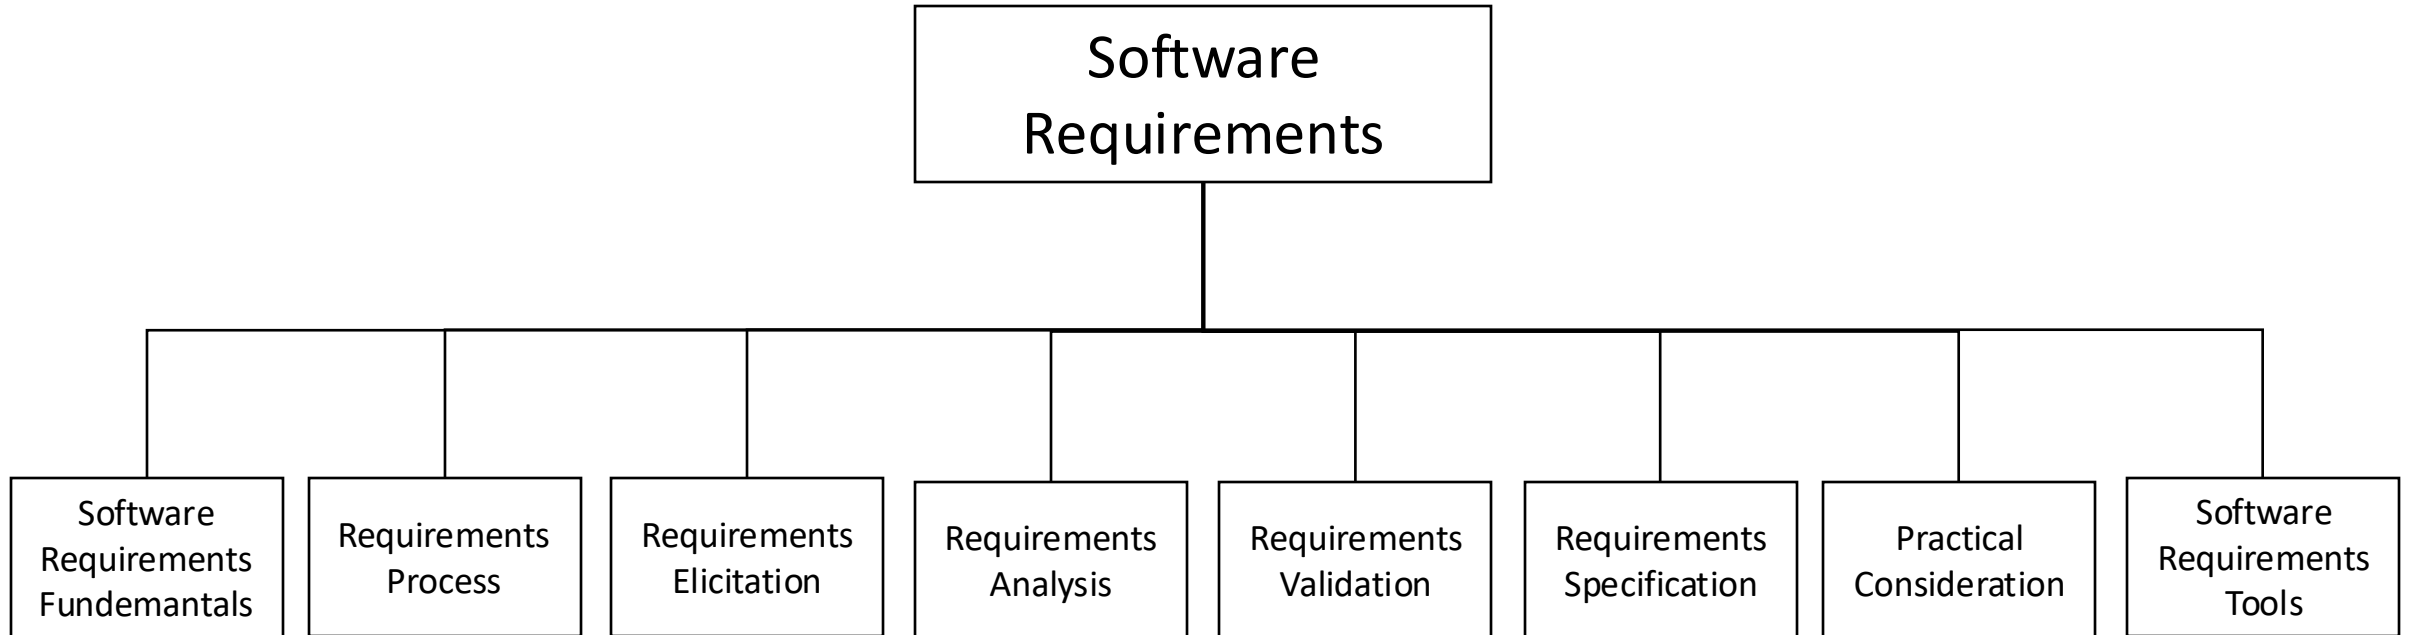 Software
Requirements
Software
Requirements
Fundemantals
Requirements
Process
Requirements
Elicitation
Requirements
Analysis
Requirements
Validation
Requirements
Specification
Practical
Consideration
Software
Requirements
Tools